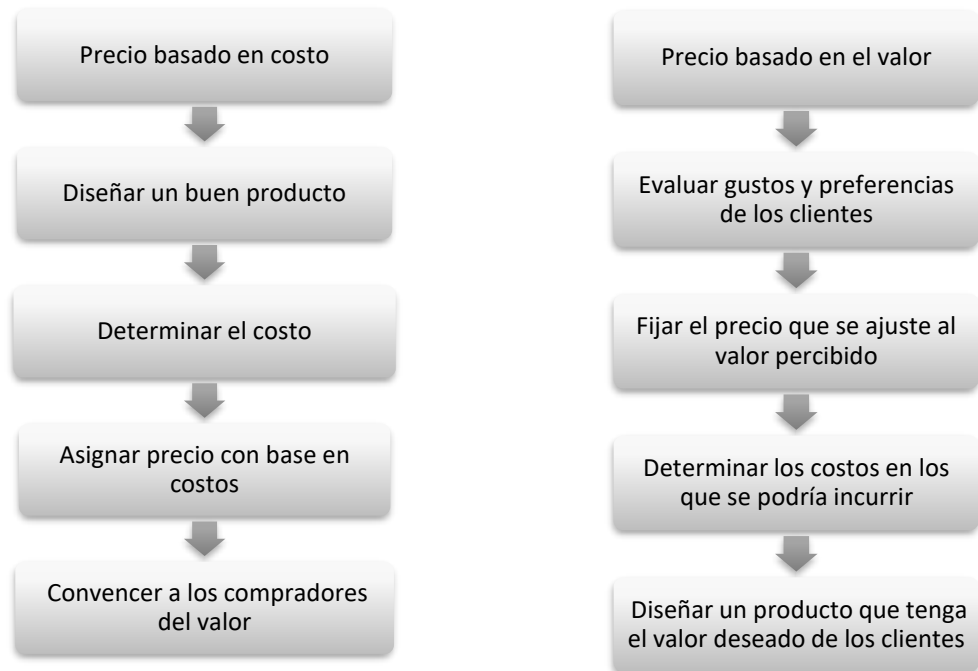 Precio basado en costo
Diseñar un buen producto
Determinar el costo
Asignar precio con base en
costos
Convencer a los compradores
del valor
Precio basado en el valor
Evaluar gustos y preferencias
de los clientes
Fijar el precio que se ajuste al
valor percibido
Determinar los costos en los
que se podría incurrir
Diseñar un producto que tenga
el valor deseado de los clientes